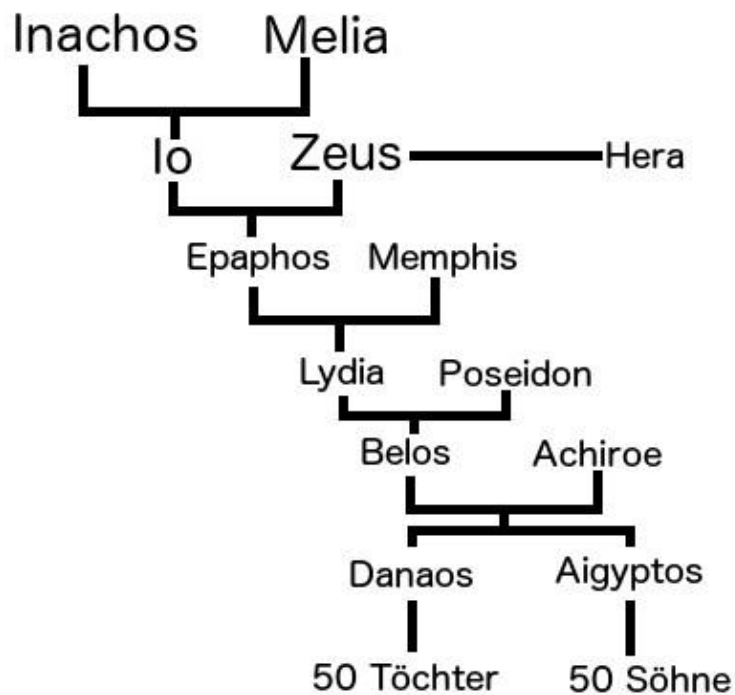 Inachos Melia
Io Zeus Hera
Epaphos Memphis
Lydia Poseidon
Belos Achiroe
Danaos Aigyptos
50 Töchter 50 Söhne